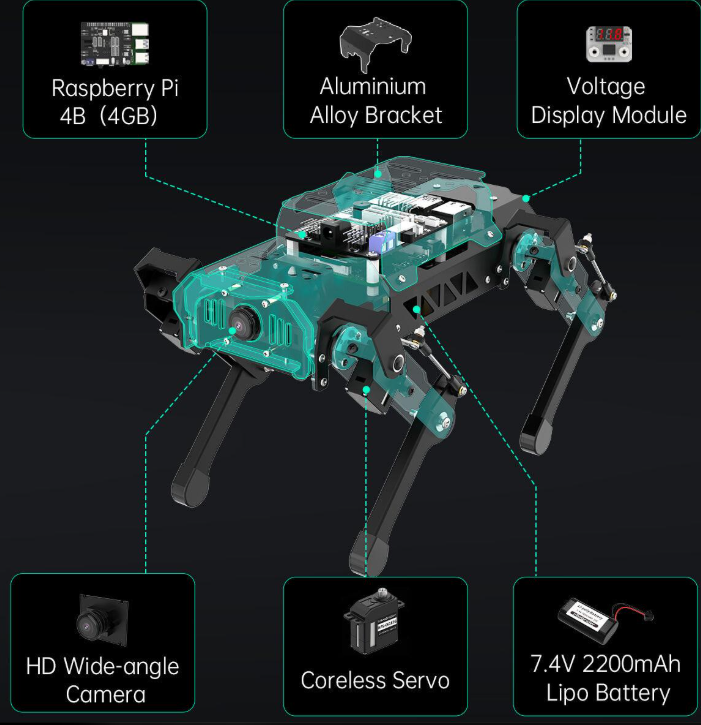 Raspberry Pi
4B（4GB）
Aluminium
Alloy Bracket
Voltage
Display Module
HD Wide-angle
Camera
Coreless Servo
7.4V 2200mAh
Lipo Battery